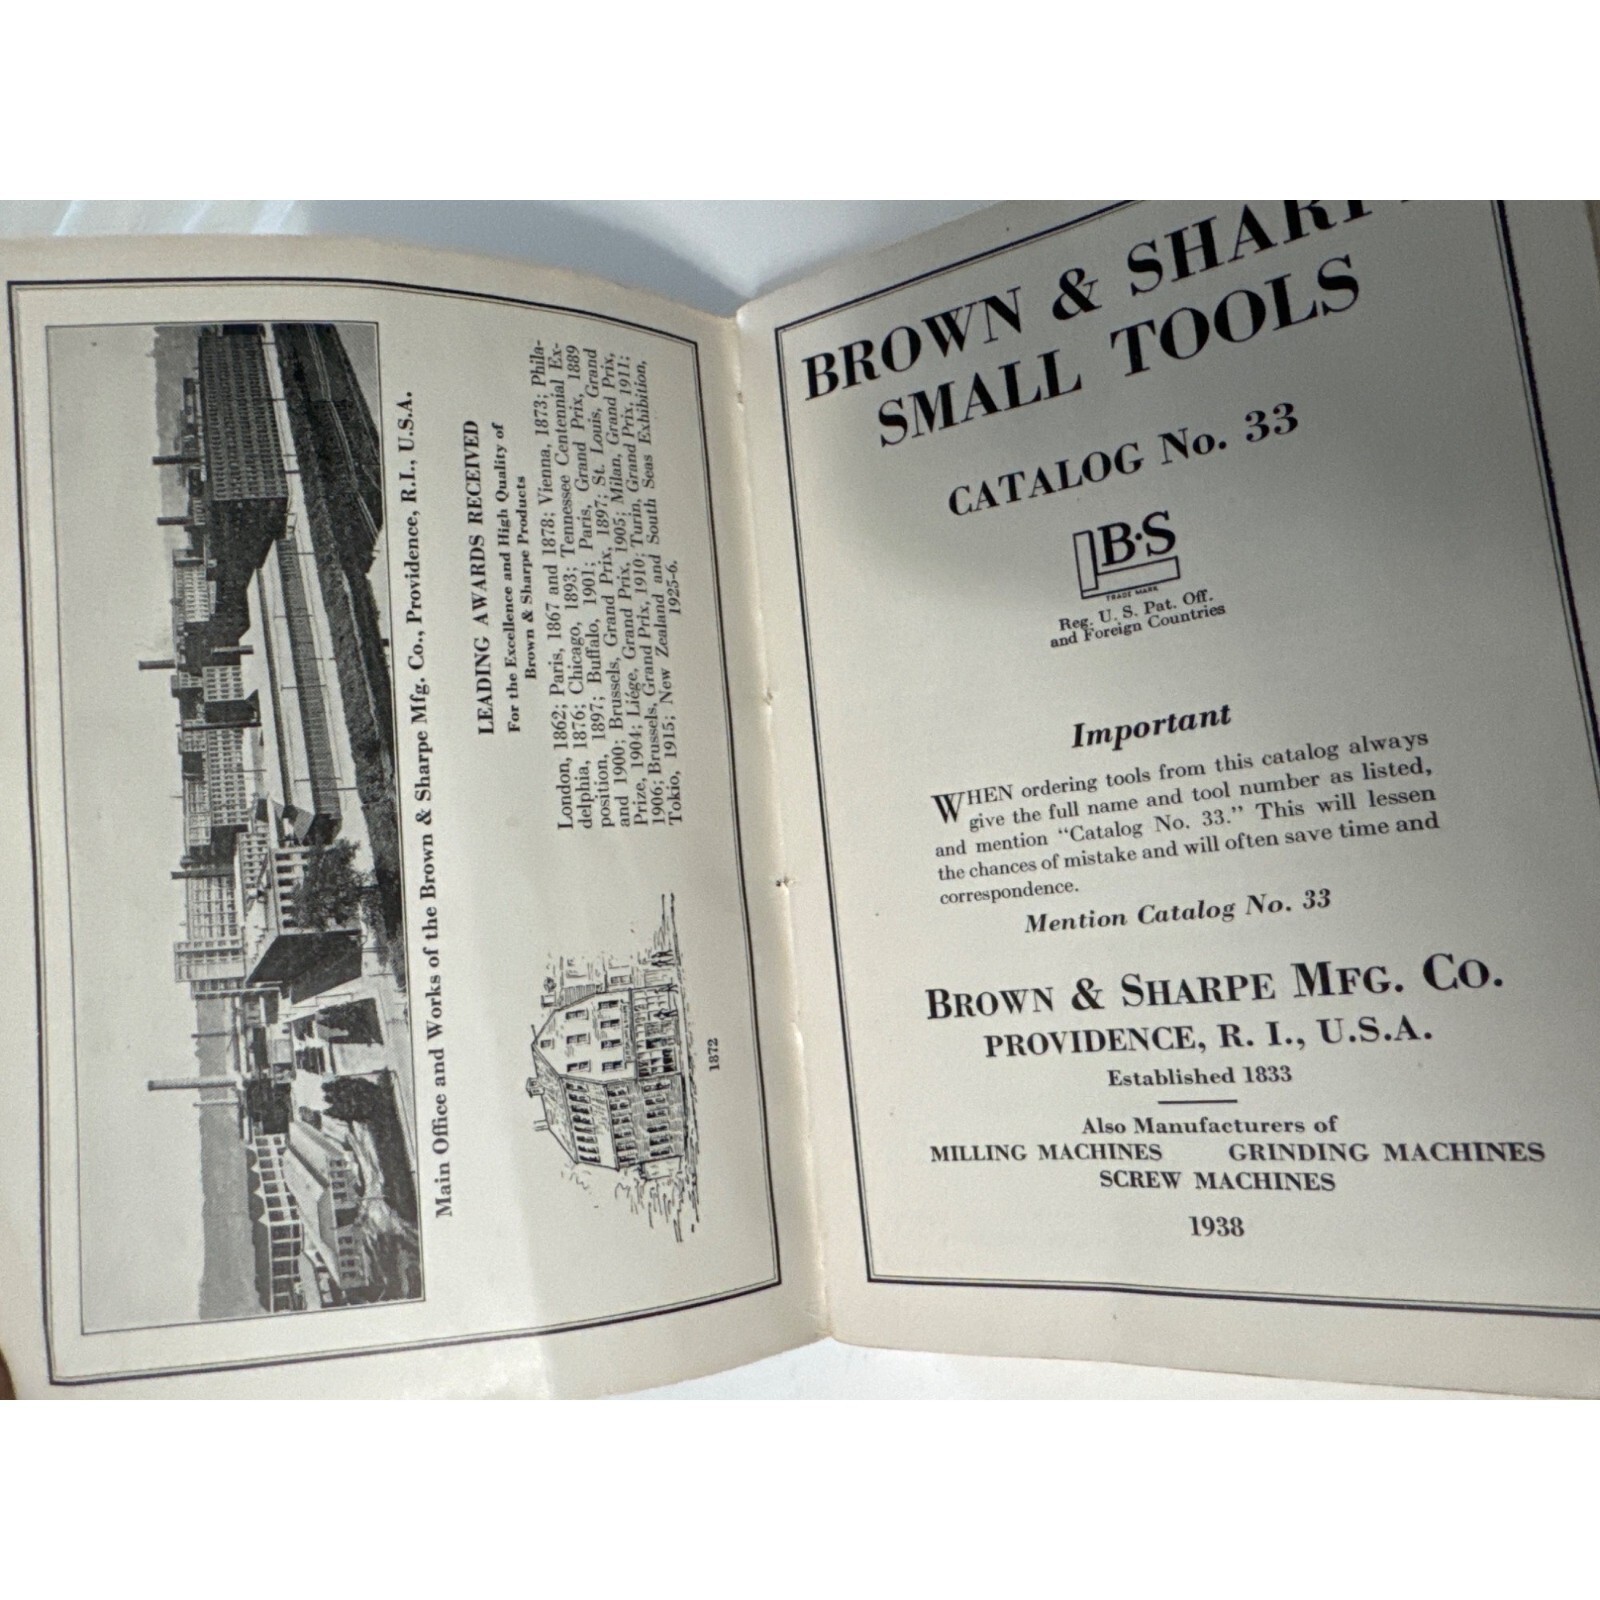 Main Office and Works of the Brown & Sharpe Mfg. Co., Providence, R.I., U.S.A.
LEADING AWARDS RECEIVED
For the Excellence and High Quality of
Brown & Sharpe Products
London, 1862; Paris, 1867 and 1878; Vienna, 1873; Phila-
delphia, 1876; Chicago, 1893; Tennessee Centennial Ex-
position, 1897; Buffalo, 1901; Paris, Grand Prix, 1889
and 1900; Brussels, Grand Prix, 1897; St. Louis, Grand
Prize, 1904; Liége, Grand Prix, 1905; Milan, Grand Prix,
1906; Brussels, Grand Prix, 1910; Turin, Grand Prix, 1911;
Tokio, 1915; New Zealand and South Seas Exhibition,
1925-6.
1872
BROWN & SHARPE
SMALL TOOLS
CATALOG No. 33
B·S
TRADE MARK
Reg. U. S. Pat. Off.
and Foreign Countries
Important
WHEN ordering tools from this catalog always
give the full name and tool number as listed,
and mention "Catalog No. 33." This will lessen
the chances of mistake and will often save time and
correspondence.
Mention Catalog No. 33
BROWN & SHARPE MFG. CO.
PROVIDENCE, R. I., U.S.A.
Established 1833
Also Manufacturers of
MILLING MACHINES GRINDING MACHINES
SCREW MACHINES
1938